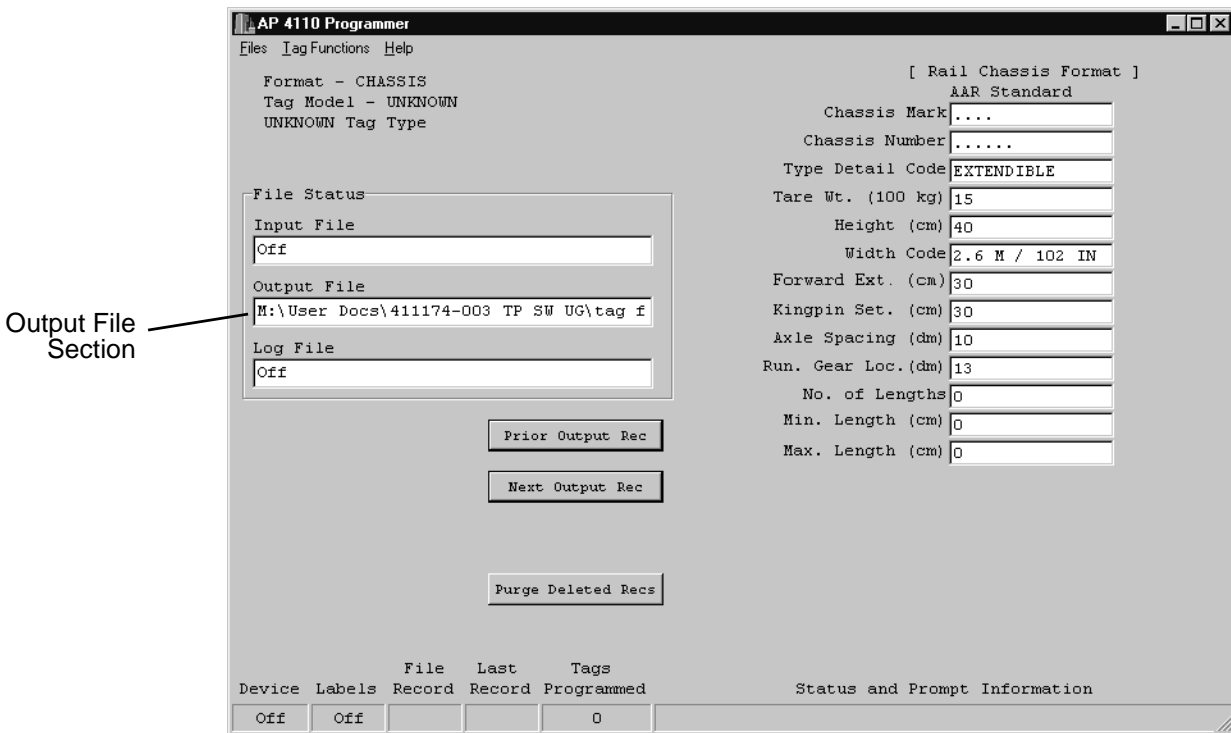 AP 4110 Programmer
Files Tag Functions Help
Format - CHASSIS
Tag Model - UNKNOWN
UNKNOWN Tag Type
File Status
Input File
Off
Output File
M:\User Docs\411174-003 TP SW UG\tag f
Log File
Off
Output File
Section
Prior Output Rec
Next Output Rec
Purge Deleted Recs
[ Rail Chassis Format ]
AAR Standard
Chassis Mark ....
Chassis Number ......
Type Detail Code EXTENDIBLE
Tare Wt. (100 kg) 15
Height (cm) 40
Width Code 2.6 M / 102 IN
Forward Ext. (cm) 30
Kingpin Set. (cm) 30
Axle Spacing (dm) 10
Run. Gear Loc.(dm) 13
No. of Lengths 0
Min. Length (cm) 0
Max. Length (cm) 0
File Last Tags
Device Labels Record Record Programmed Status and Prompt Information
Off Off 0